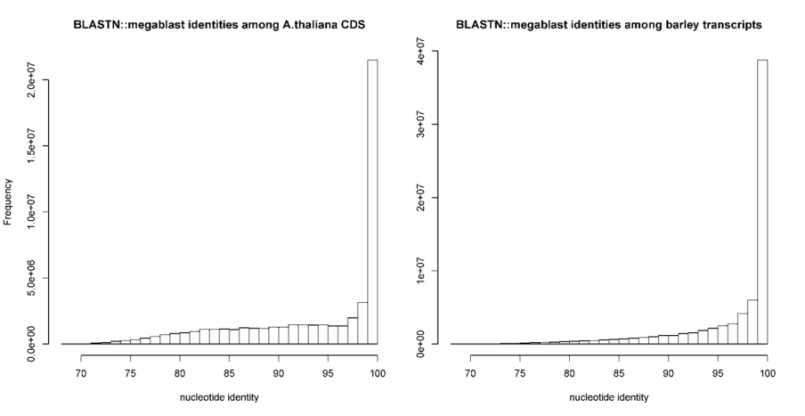 BLASTN::megablast identities among A.thaliana CDS
Frequency
2.0e+07
1.5e+07
1.0e+07
5.0e+06
0.0e+00
70 75 80 85 90 95 100
nucleotide identity
BLASTN::megablast identities among barley transcripts
4e+07
3e+07
2e+07
1e+07
0e+00
70 75 80 85 90 95 100
nucleotide identity